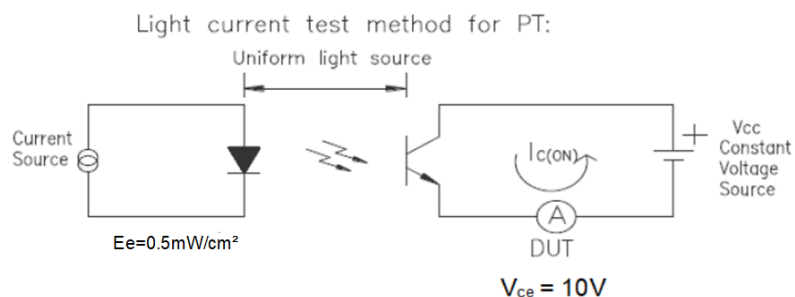 Light current test method for PT:
Uniform light source
Current
Source
Ee=0.5mW/cm²
IC(ON)
+
Vcc
Constant
Voltage
Source
A
DUT
Vce = 10V